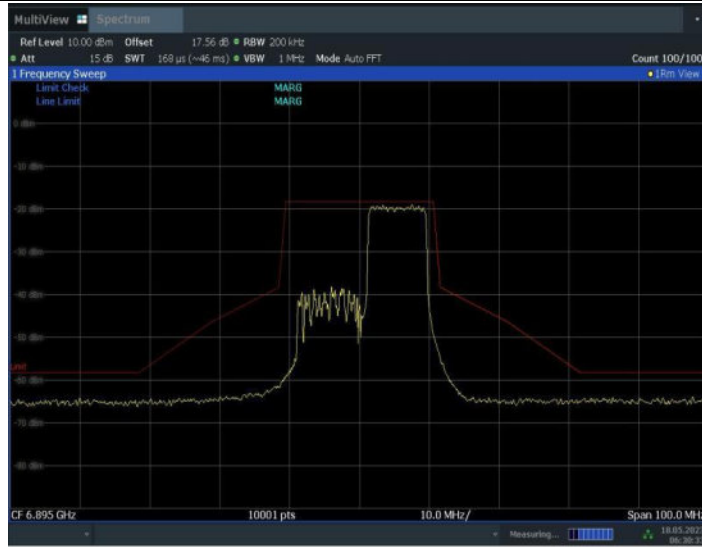 MultiView Spectrum
Ref Level 10.00 dBm Offset 17.56 dB RBW 200 kHz
Att 15 dB SWT 168 µs (~46 ms) VBW 1 MHz Mode Auto FFT Count 100/100
1 Frequency Sweep 1Rm View
Limit Check MARG
Line Limit MARG
0 dBm
-10 dBm
-20 dBm
-30 dBm
-40 dBm
-50 dBm
-60 dBm
-70 dBm
-80 dBm
CF 6.895 GHz 10001 pts 10.0 MHz/ Span 100.0 MHz
Measuring...